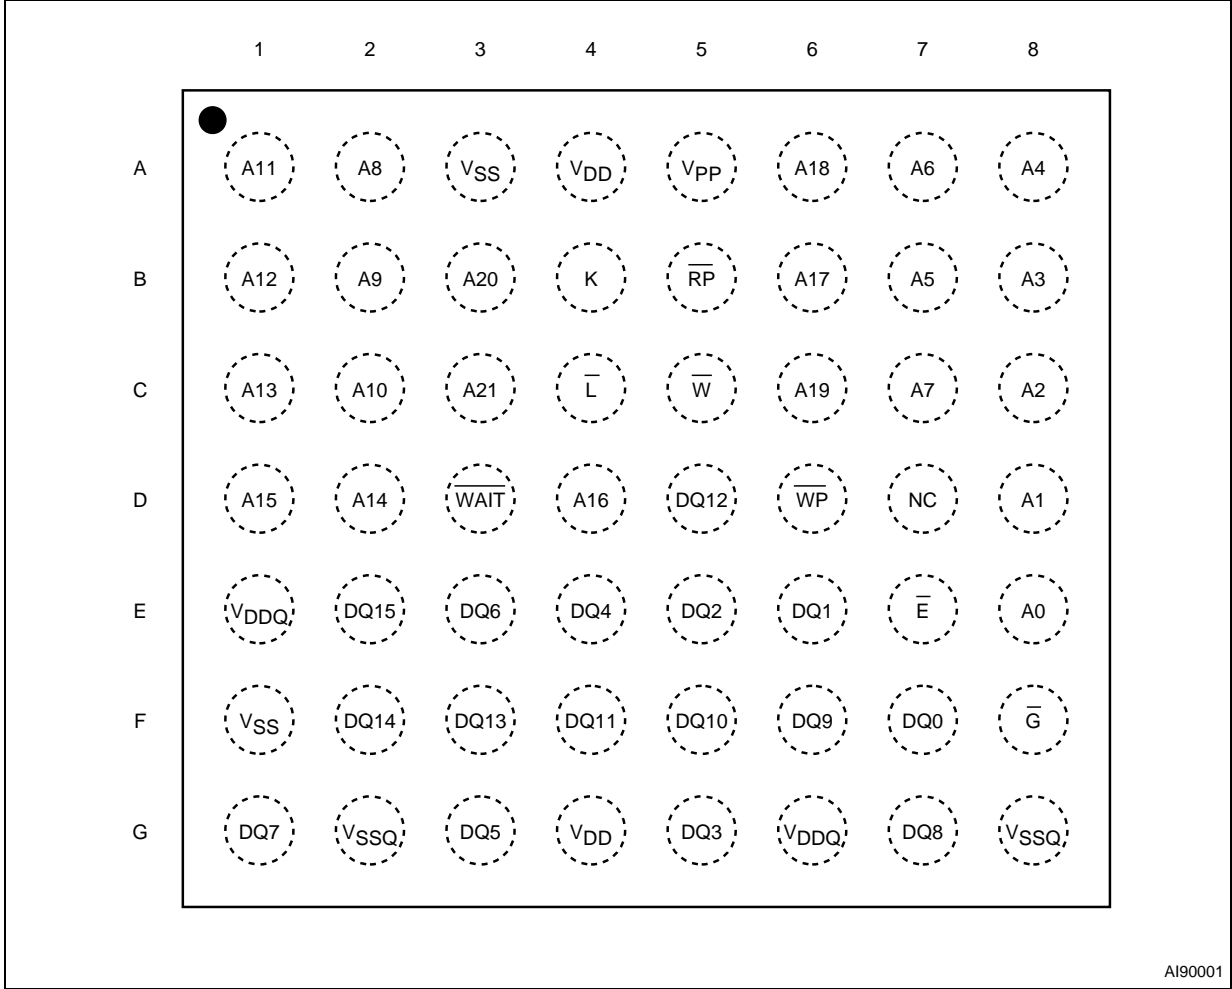 1 2 3 4 5 6 7 8
A A11 A8 VSS VDD VPP A18 A6 A4
B A12 A9 A20 K R̅P̅ A17 A5 A3
C A13 A10 A21 L̅ W̅ A19 A7 A2
D A15 A14 W̅A̅I̅T̅ A16 DQ12 W̅P̅ NC A1
E VDDQ DQ15 DQ6 DQ4 DQ2 DQ1 E̅ A0
F VSS DQ14 DQ13 DQ11 DQ10 DQ9 DQ0 G̅
G DQ7 VSSQ DQ5 VDD DQ3 VDDQ DQ8 VSSQ
AI90001